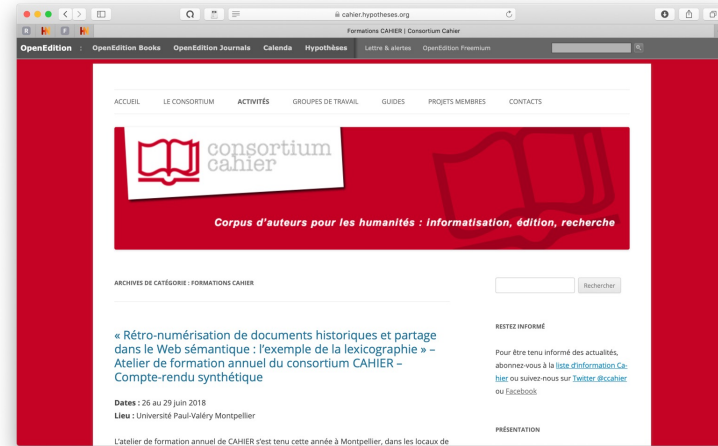 cahier.hypotheses.org
R
H
F
H
Formations CAHIER | Consortium Cahier
OpenEdition : OpenEdition Books OpenEdition Journals Calenda Hypothèses Lettre & alertes OpenEdition Freemium
ACCUEIL LE CONSORTIUM ACTIVITÉS GROUPES DE TRAVAIL GUIDES PROJETS MEMBRES CONTACTS
consortium
cahier
Corpus d'auteurs pour les humanités : informatisation, édition, recherche
ARCHIVES DE CATÉGORIE : FORMATIONS CAHIER
Rechercher
« Rétro-numérisation de documents historiques et partage
dans le Web sémantique : l'exemple de la lexicographie » –
Atelier de formation annuel du consortium CAHIER –
Compte-rendu synthétique
Dates : 26 au 29 juin 2018
Lieu : Université Paul-Valéry Montpellier
L'atelier de formation annuel de CAHIER s'est tenu cette année à Montpellier, dans les locaux de
RESTEZ INFORMÉ
Pour être tenu informé des actualités,
abonnez-vous à la liste d'information Ca-
hier ou suivez-nous sur Twitter @ccahier
ou Facebook
PRÉSENTATION